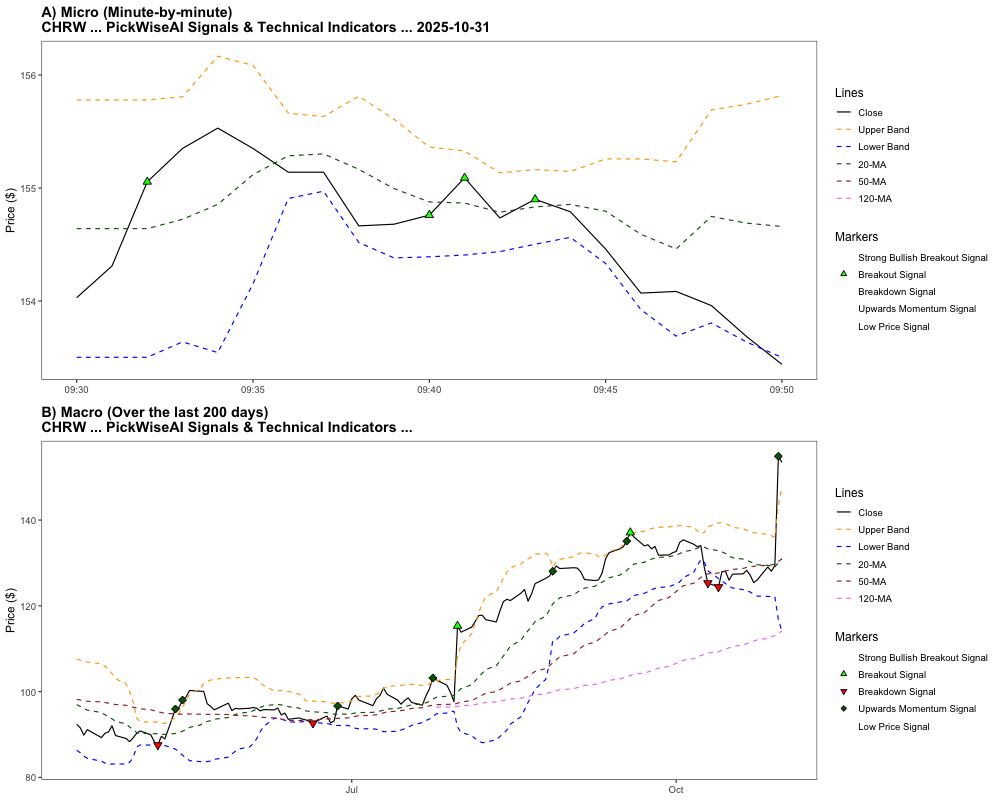 A) Micro (Minute-by-minute)
CHRW ... PickWiseAI Signals & Technical Indicators ... 2025-10-31
Price ($)
156
155
154
09:30
09:35
09:40
09:45
09:50
Lines
Close
Upper Band
Lower Band
20-MA
50-MA
120-MA
Markers
Strong Bullish Breakout Signal
Breakout Signal
Breakdown Signal
Upwards Momentum Signal
Low Price Signal
B) Macro (Over the last 200 days)
CHRW ... PickWiseAI Signals & Technical Indicators ...
Price ($)
140
120
100
80
Jul
Oct
Lines
Close
Upper Band
Lower Band
20-MA
50-MA
120-MA
Markers
Strong Bullish Breakout Signal
Breakout Signal
Breakdown Signal
Upwards Momentum Signal
Low Price Signal